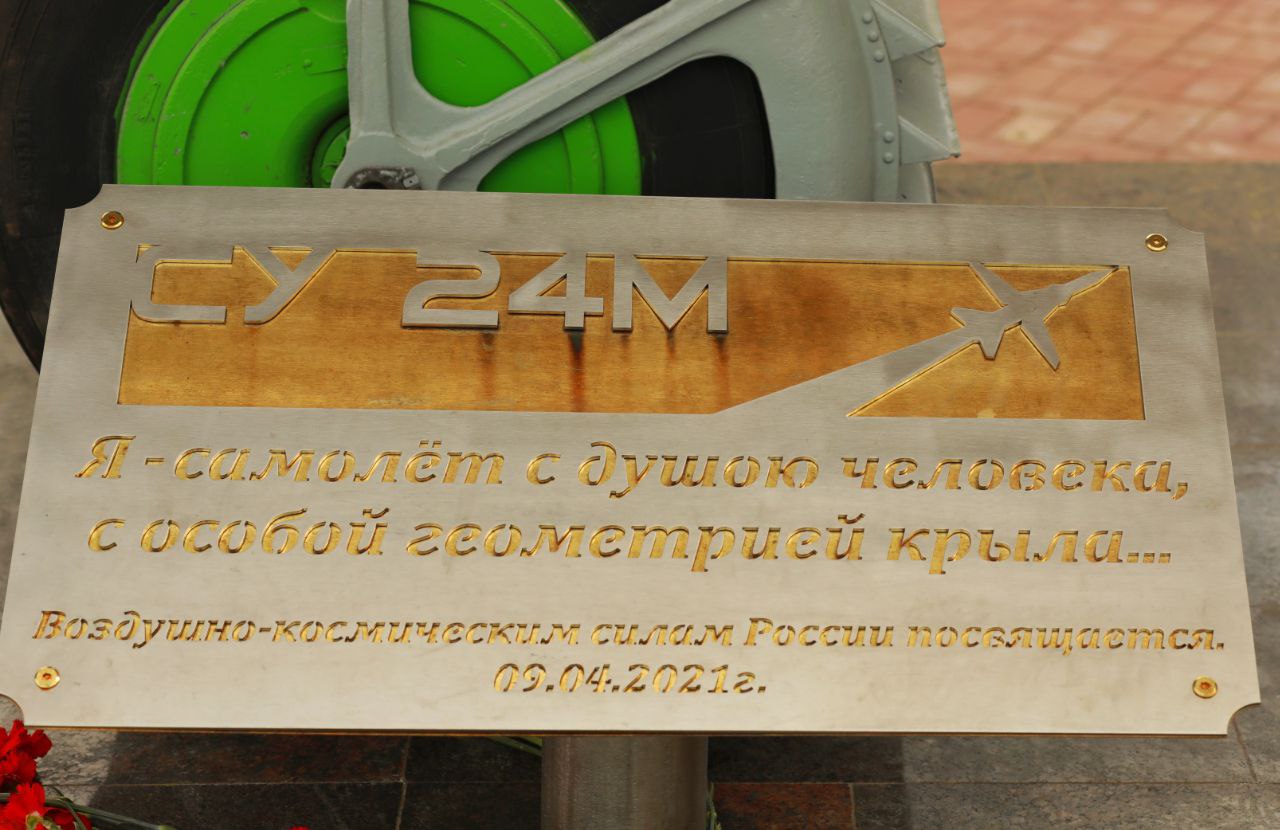 СУ 24М
Я - самолёт с душою человека,
с особой геометрией крыла...
Воздушно-космическим силам России посвящается.
09.04.2021г.